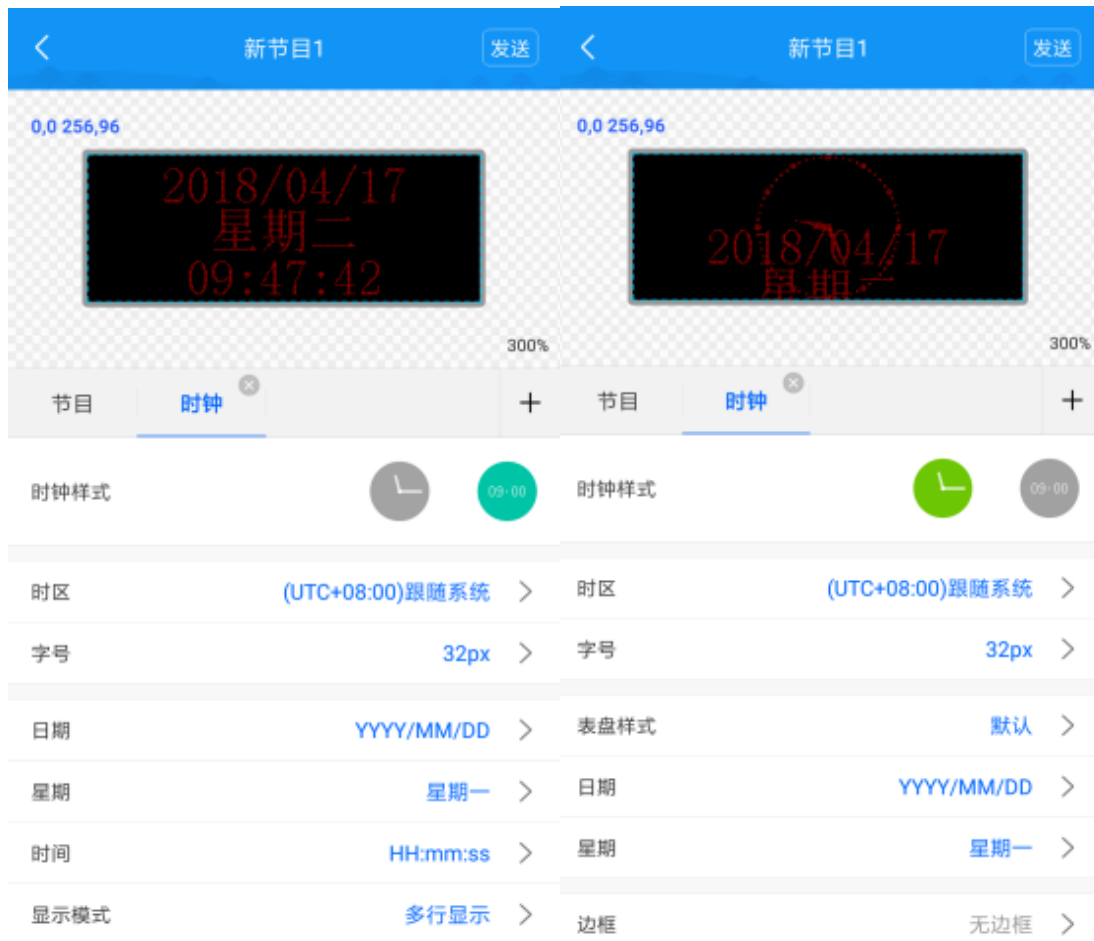 新节目1
发送
0,0 256,96
2018/04/17
星期二
09:47:42
300%
节目
时钟
时钟样式
09:00
时区
(UTC+08:00)跟随系统
字号
32px
日期
YYYY/MM/DD
星期
星期一
时间
HH:mm:ss
显示模式
多行显示
新节目1
发送
0,0 256,96
2018/04/17
星期二
300%
节目
时钟
时钟样式
09:00
时区
(UTC+08:00)跟随系统
字号
32px
表盘样式
默认
日期
YYYY/MM/DD
星期
星期一
边框
无边框